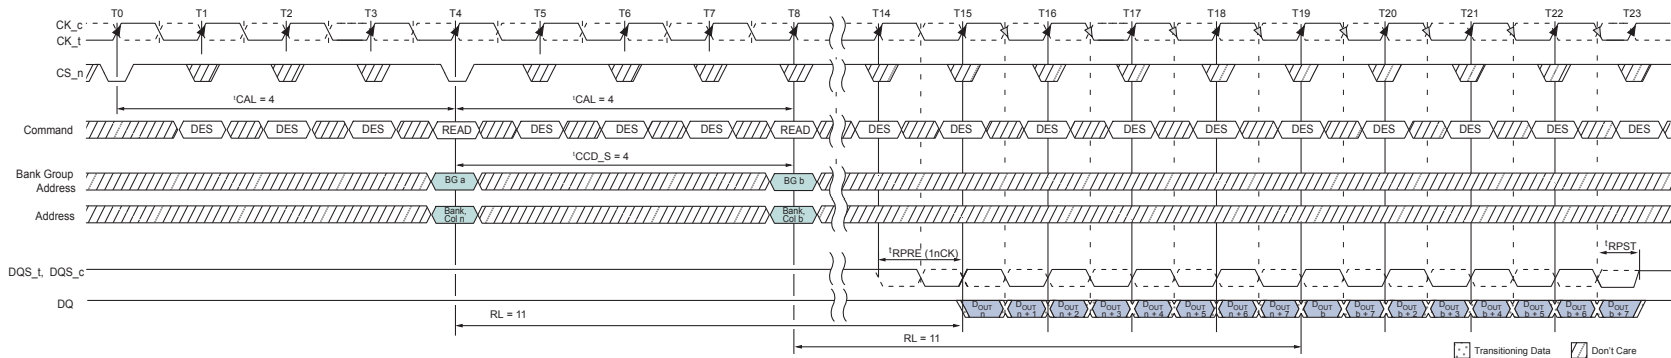 T0 T1 T2 T3 T4 T5 T6 T7 T8 T14 T15 T16 T17 T18 T19 T20 T21 T22 T23
CK_c
CK_t
CS_n
tCAL = 4 tCAL = 4
Command DES DES DES READ DES DES DES READ DES DES DES DES DES DES DES DES DES DES
tCCD_S = 4
Bank Group
Address
BG a BG b
Address
Bank,
Col n
Bank,
Col b
tRPRE (1nCK) tRPST
DQS_t, DQS_c
DQ
DOUT
n
DOUT
n + 1
DOUT
n + 2
DOUT
n + 3
DOUT
n + 4
DOUT
n + 5
DOUT
n + 6
DOUT
n + 7
DOUT
b
DOUT
b + 7
DOUT
b + 2
DOUT
b + 3
DOUT
b + 4
DOUT
b + 5
DOUT
b + 6
DOUT
b + 7
RL = 11
RL = 11
Transitioning Data Don't Care